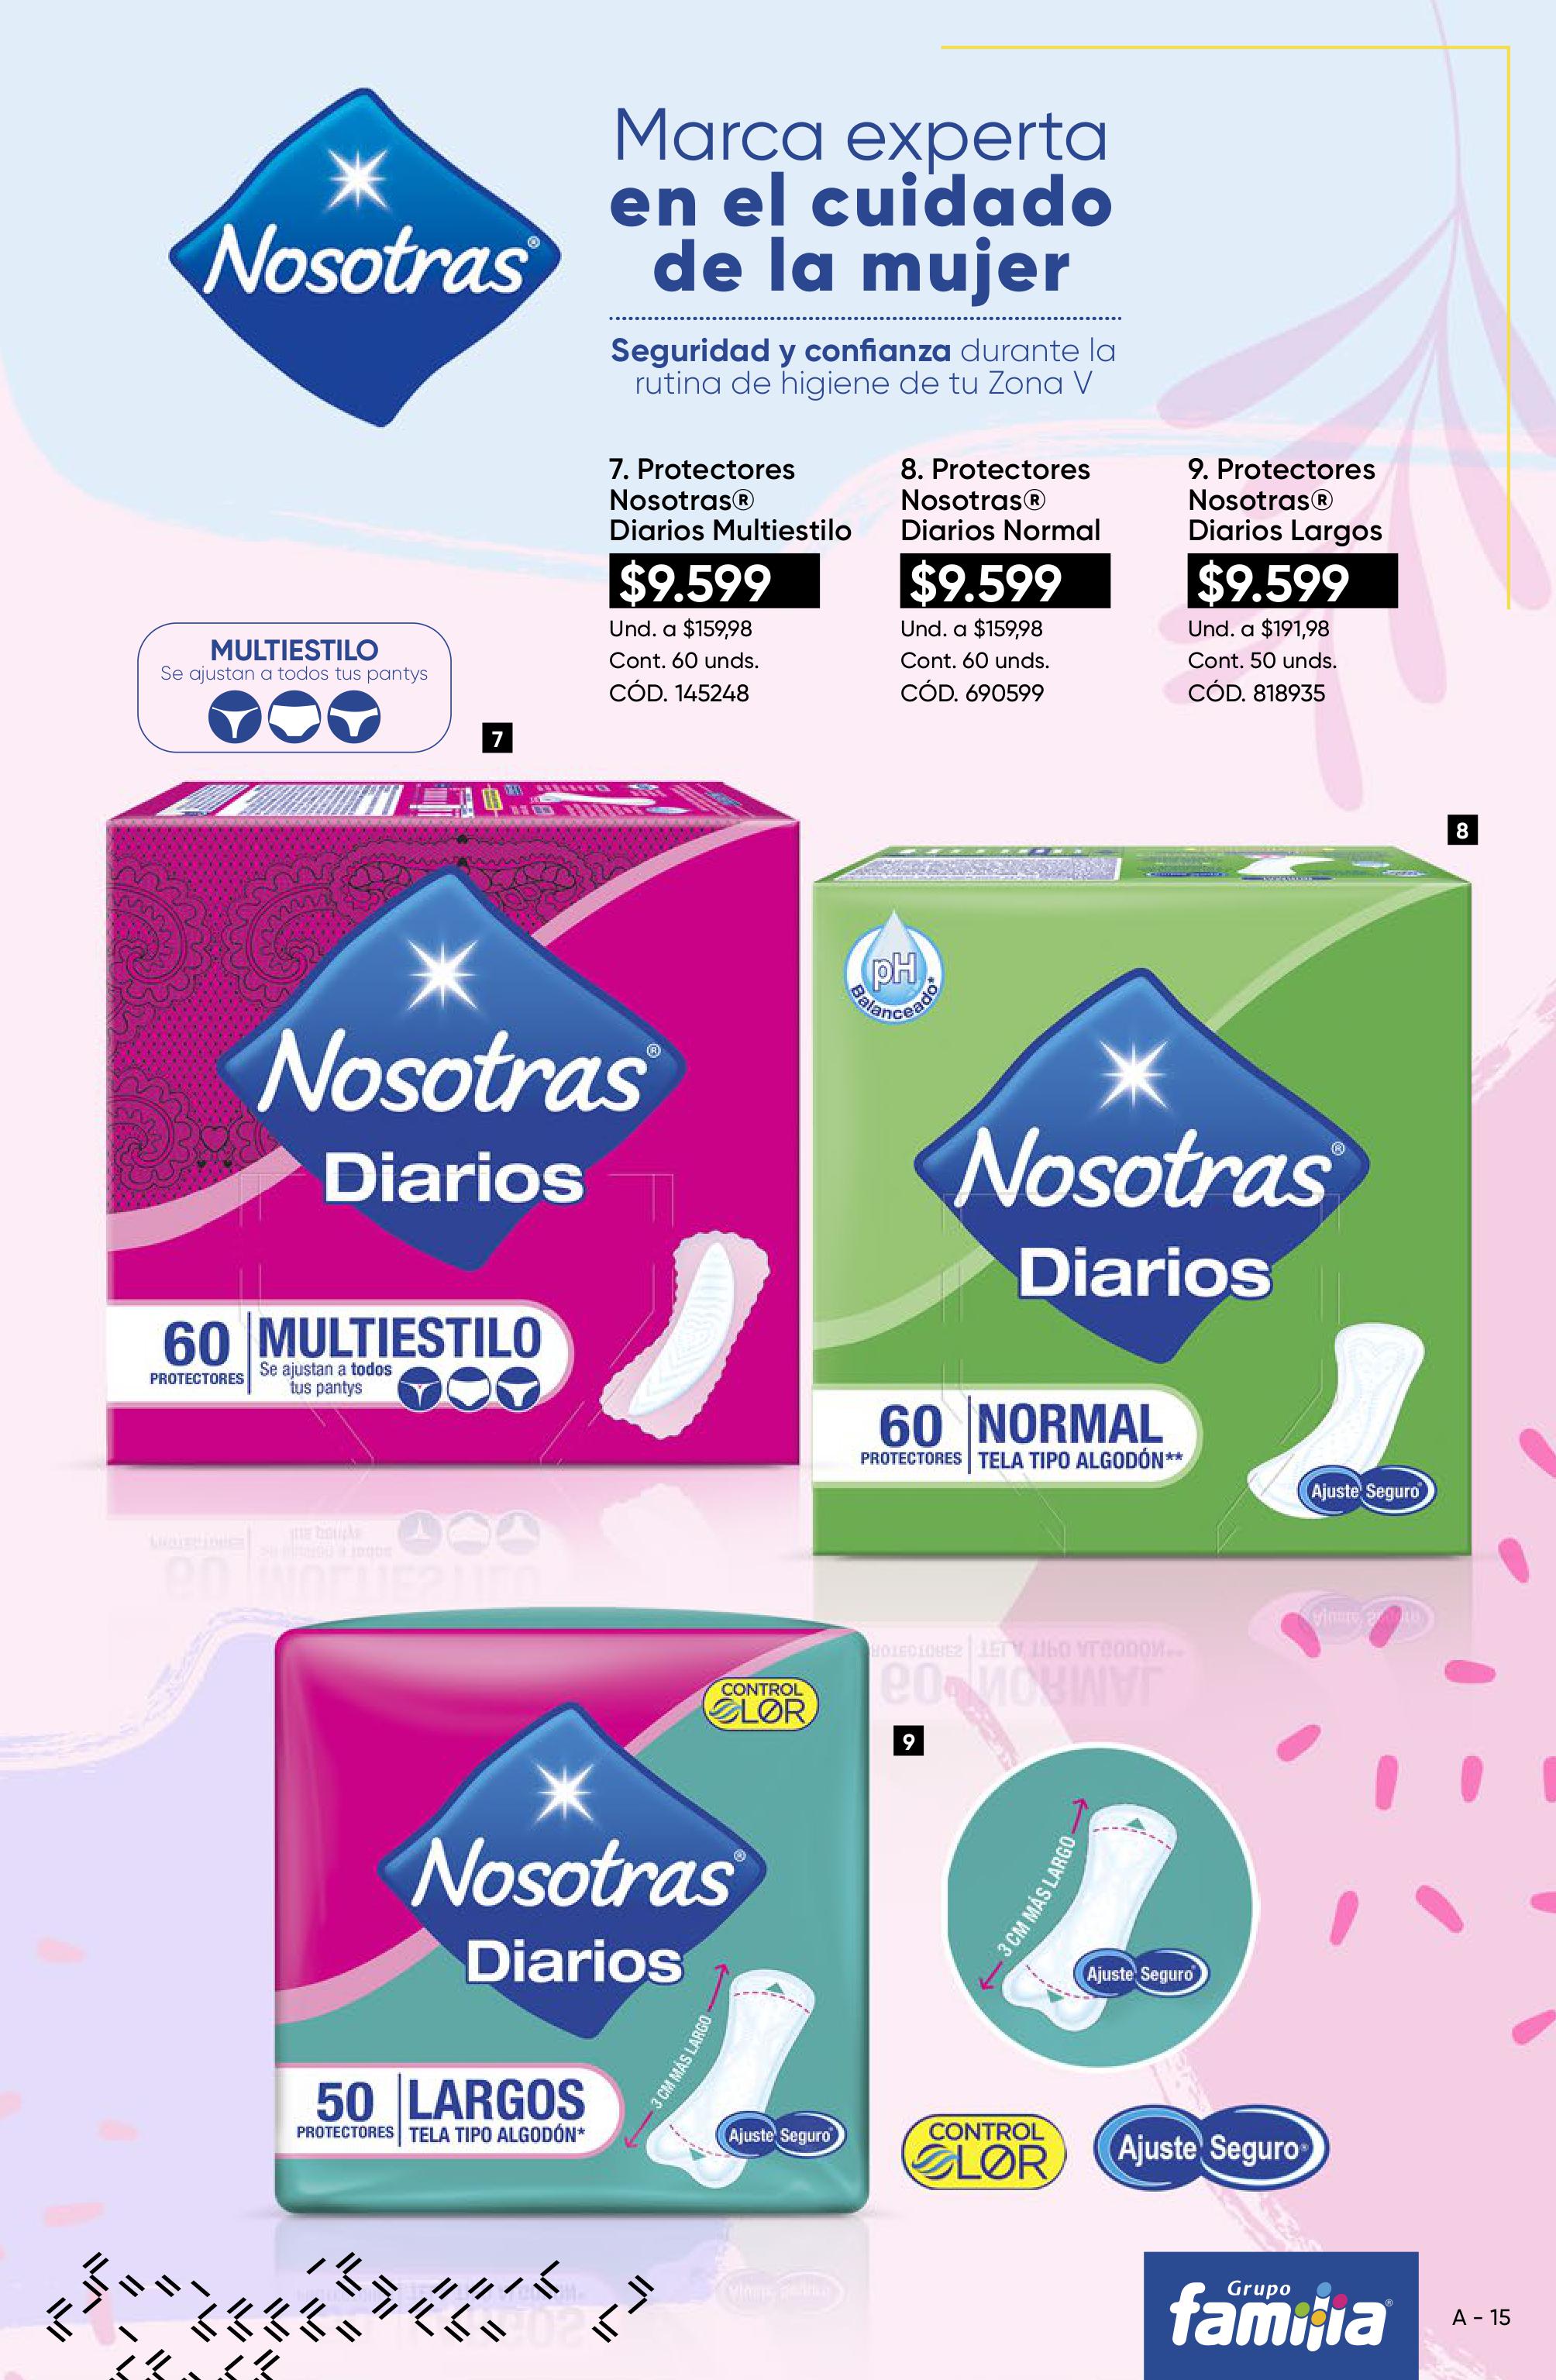 Nosotras®
Marca experta
en el cuidado
de la mujer
Seguridad y confianza durante la
rutina de higiene de tu Zona V
7. Protectores
Nosotras®
Diarios Multiestilo
$9.599
Und. a $159,98
Cont. 60 unds.
CÓD. 145248
8. Protectores
Nosotras®
Diarios Normal
$9.599
Und. a $159,98
Cont. 60 unds.
CÓD. 690599
9. Protectores
Nosotras®
Diarios Largos
$9.599
Und. a $191,98
Cont. 50 unds.
CÓD. 818935
MULTIESTILO
Se ajustan a todos tus pantys
7
Nosotras®
Diarios
60
PROTECTORES
MULTIESTILO
Se ajustan a todos
tus pantys
8
pH
Balanceado*
Nosotras®
Diarios
60
PROTECTORES
NORMAL
TELA TIPO ALGODÓN**
Ajuste Seguro®
CONTROL
OLOR
Nosotras®
Diarios
3 CM MÁS LARGO
50
PROTECTORES
LARGOS
TELA TIPO ALGODÓN*
Ajuste Seguro®
9
3 CM MÁS LARGO
Ajuste Seguro®
CONTROL
OLOR
Ajuste Seguro®
Grupo
familia®
A - 15